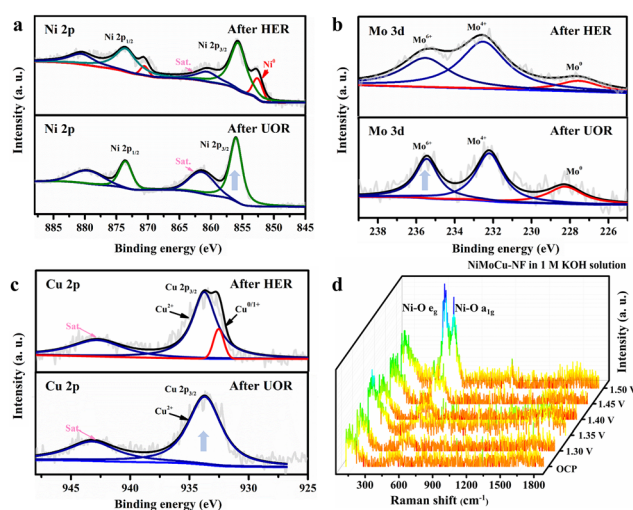 a
Ni 2p
After HER
Ni 2p1/2
Ni 2p3/2
Sat.
Ni0
Ni 2p
After UOR
Ni 2p1/2
Ni 2p3/2
Sat.
Intensity (a. u.)
885 880 875 870 865 860 855 850 845
Binding energy (eV)
b
Mo 3d
After HER
Mo6+
Mo4+
Mo0
Mo 3d
After UOR
Mo6+
Mo4+
Mo0
Intensity (a. u.)
238 236 234 232 230 228 226
Binding energy (eV)
c
Cu 2p
After HER
Cu 2p3/2
Cu2+
Cu0/1+
Sat
Cu 2p
After UOR
Cu 2p3/2
Cu2+
Sat
Intensity (a. u.)
945 940 935 930 925
Binding energy (eV)
d
NiMoCu-NF in 1 M KOH solution
Ni-O eg
Ni-O a1g
Intensity (a. u.)
1.50 V
1.45 V
1.40 V
1.35 V
1.30 V
OCP
300 600 900 1200 1500 1800
Raman shift (cm-1)